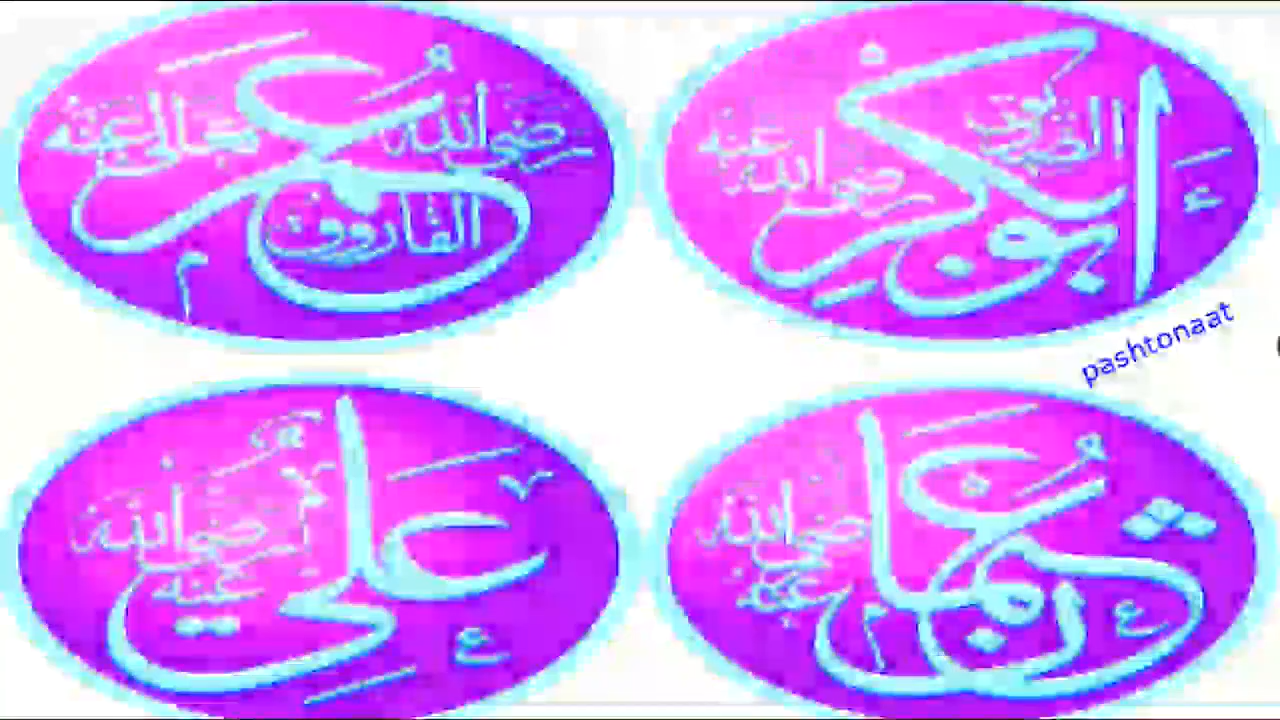 ابوبكر الصديق رضي الله عنه
عمر الفاروق رضي الله تعالى عنه
pashtonaat
عثمان رضي الله عنه
علي رضي الله عنه